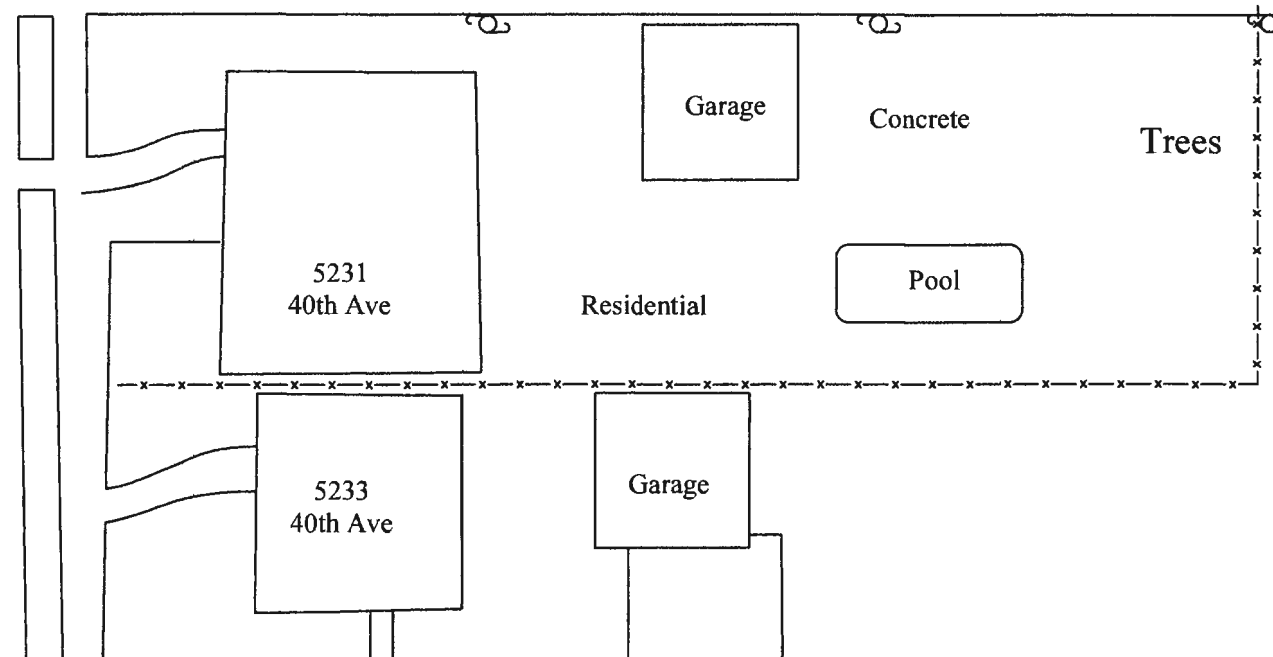 Garage
Concrete
Trees
5231
40th Ave
Residential
Pool
5233
40th Ave
Garage